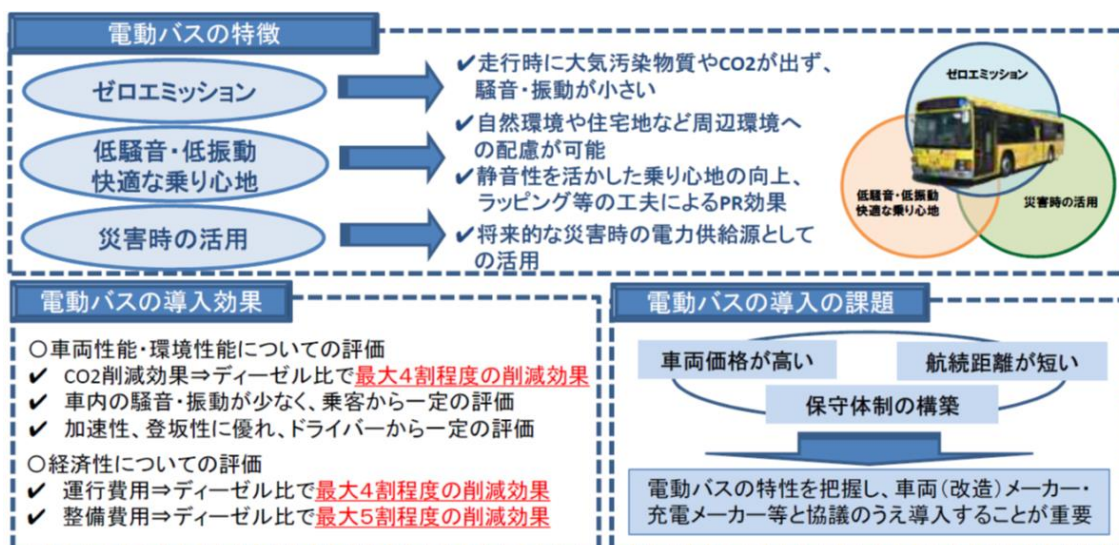 電動バスの特徴
ゼロエミッション
✔走行時に大気汚染物質やCO2が出ず、
騒音・振動が小さい
低騒音・低振動
快適な乗り心地
✔自然環境や住宅地など周辺環境へ
の配慮が可能
✔静音性を活かした乗り心地の向上、
ラッピング等の工夫によるPR効果
災害時の活用
✔将来的な災害時の電力供給源として
の活用
ゼロエミッション
低騒音・低振動
快適な乗り心地
災害時の活用
電動バスの導入効果
○車両性能・環境性能についての評価
✔ CO2削減効果⇒ディーゼル比で最大4割程度の削減効果
✔ 車内の騒音・振動が少なく、乗客から一定の評価
✔ 加速性、登坂性に優れ、ドライバーから一定の評価
○経済性についての評価
✔ 運行費用⇒ディーゼル比で最大4割程度の削減効果
✔ 整備費用⇒ディーゼル比で最大5割程度の削減効果
電動バスの導入の課題
車両価格が高い
航続距離が短い
保守体制の構築
電動バスの特性を把握し、車両(改造)メーカー・
充電メーカー等と協議のうえ導入することが重要